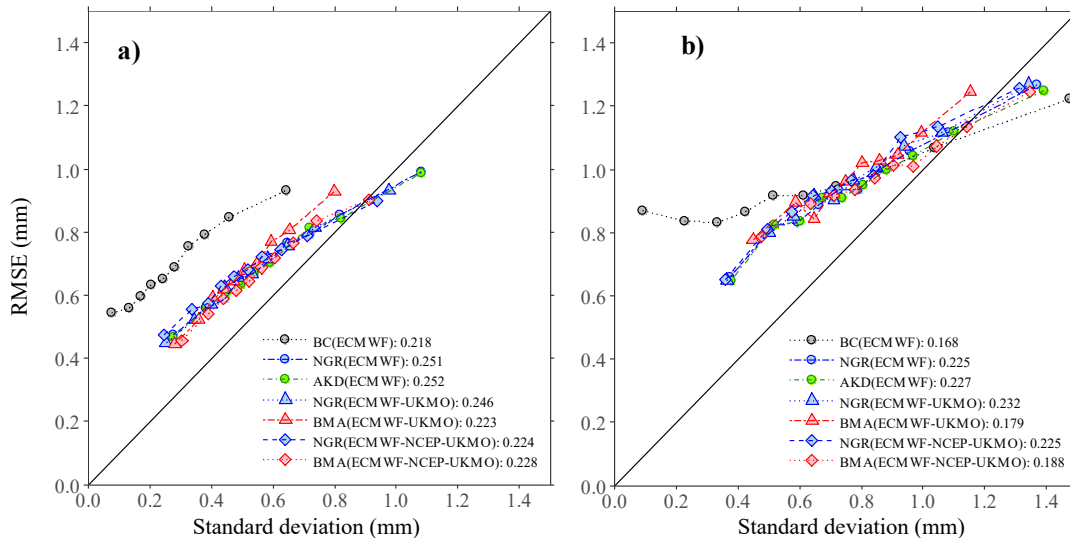 a)
1.4
1.2
1.0
0.8
0.6
0.4
0.2
0.0
RMSE (mm)
BC(ECMWF): 0.218
NGR(ECMWF): 0.251
AKD(ECMWF): 0.252
NGR(ECMWF-UKMO): 0.246
BMA(ECMWF-UKMO): 0.223
NGR(ECMWF-NCEP-UKMO): 0.224
BMA(ECMWF-NCEP-UKMO): 0.228
0.0 0.2 0.4 0.6 0.8 1.0 1.2 1.4
Standard deviation (mm)
b)
1.4
1.2
1.0
0.8
0.6
0.4
0.2
0.0
BC(ECMWF): 0.168
NGR(ECMWF): 0.225
AKD(ECMWF): 0.227
NGR(ECMWF-UKMO): 0.232
BMA(ECMWF-UKMO): 0.179
NGR(ECMWF-NCEP-UKMO): 0.225
BMA(ECMWF-NCEP-UKMO): 0.188
0.0 0.2 0.4 0.6 0.8 1.0 1.2 1.4
Standard deviation (mm)